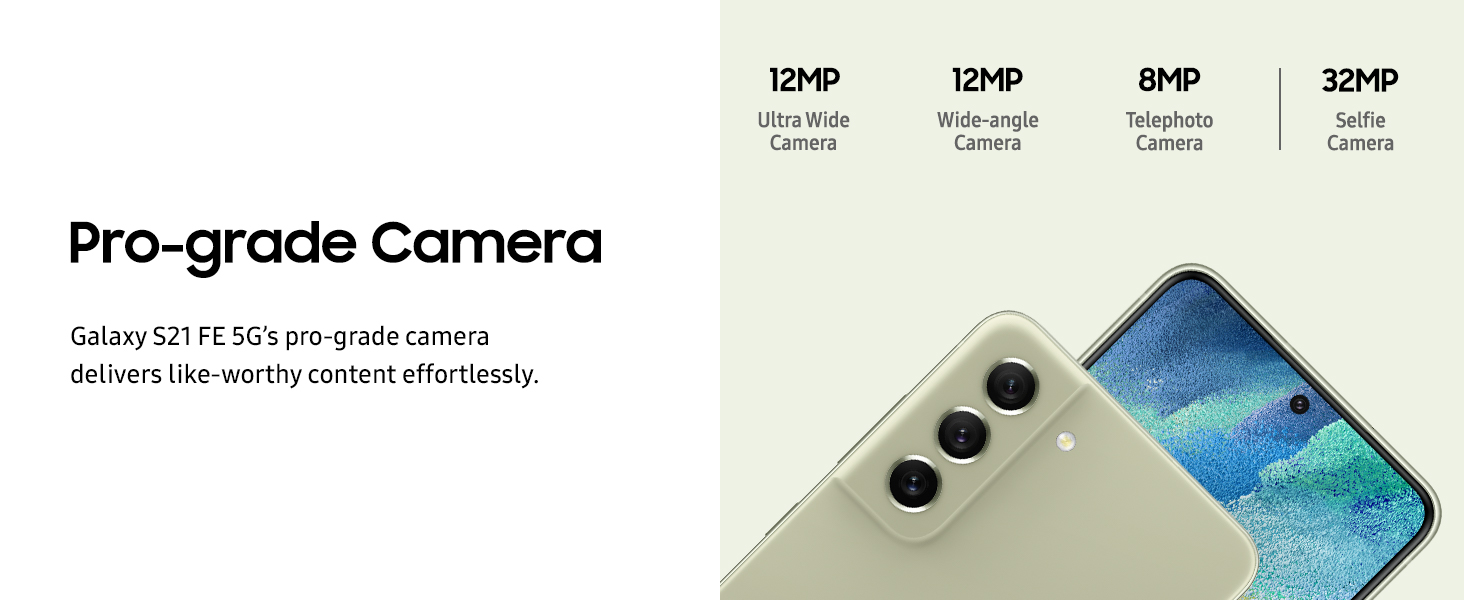 Pro-grade Camera
Galaxy S21 FE 5G’s pro-grade camera
delivers like-worthy content effortlessly.
12MP
Ultra Wide
Camera
12MP
Wide-angle
Camera
8MP
Telephoto
Camera
32MP
Selfie
Camera